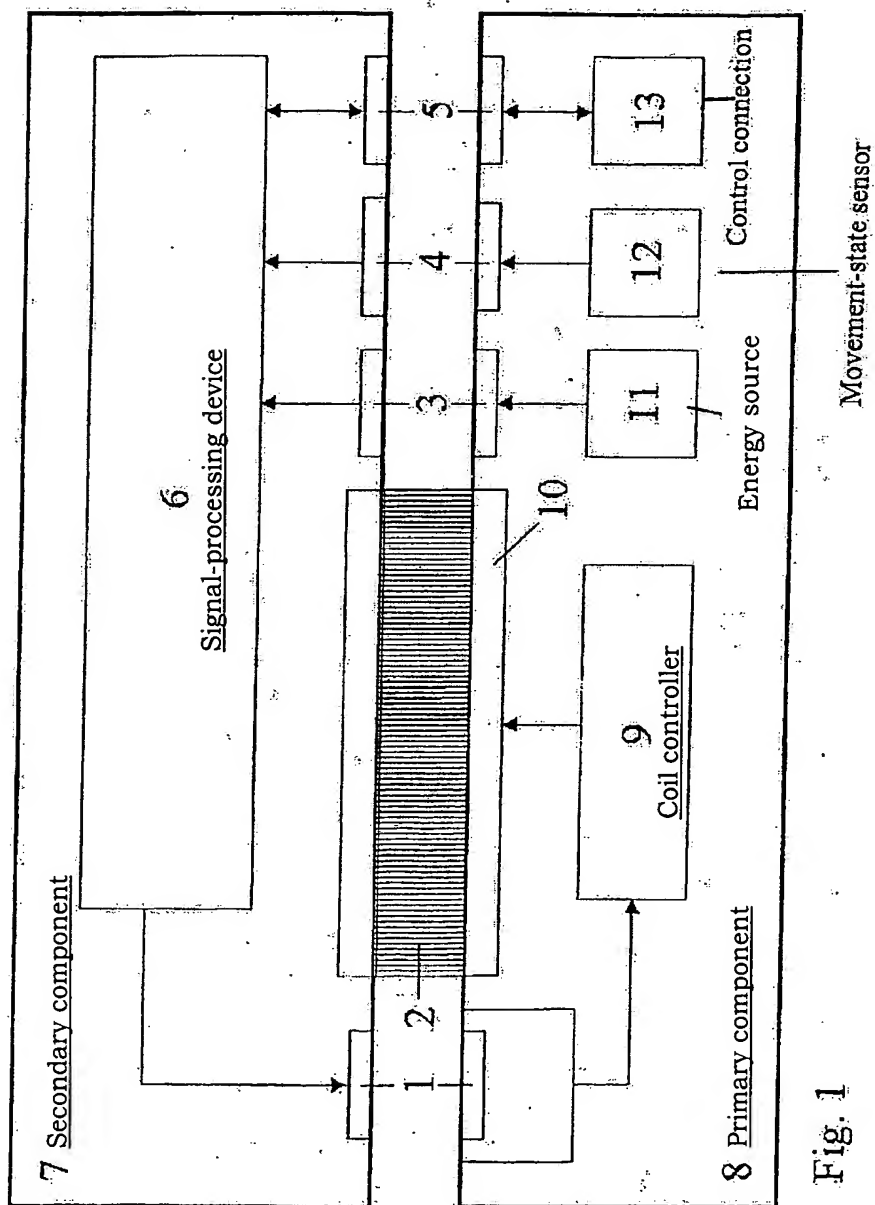 7 Secondary component
6
Signal-processing device
1
2
3
4
5
10
9
Coil controller
11
12
13
Energy source
Control connection
Movement-state sensor
8 Primary component
Fig. 1